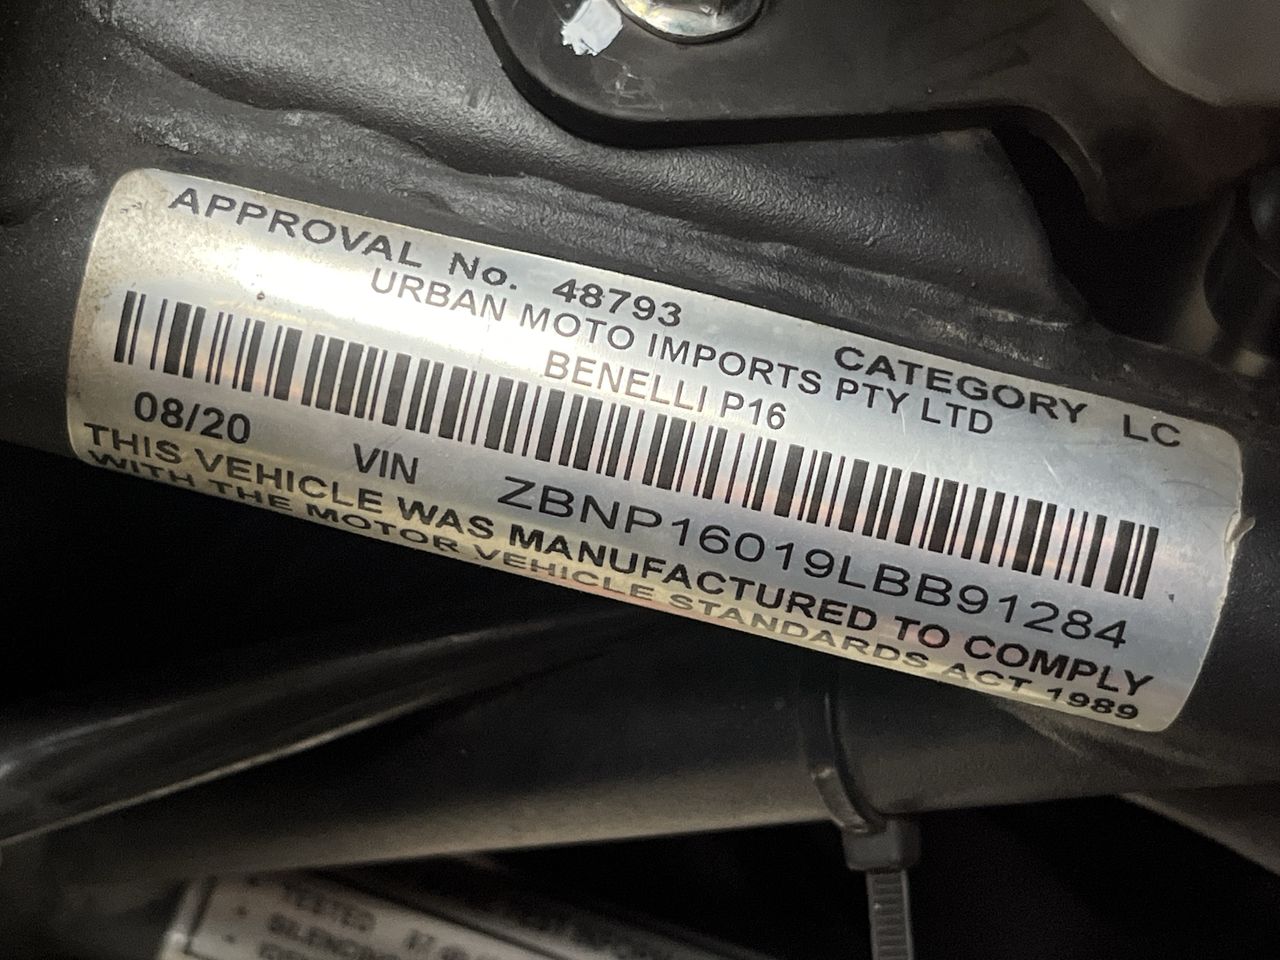 APPROVAL No. 48793 CATEGORY LC
URBAN MOTO IMPORTS PTY LTD
BENELLI P16
08/20 VIN ZBNP16019LBB91284
THIS VEHICLE WAS MANUFACTURED TO COMPLY
WITH THE MOTOR VEHICLE STANDARDS ACT 1989
TESTED